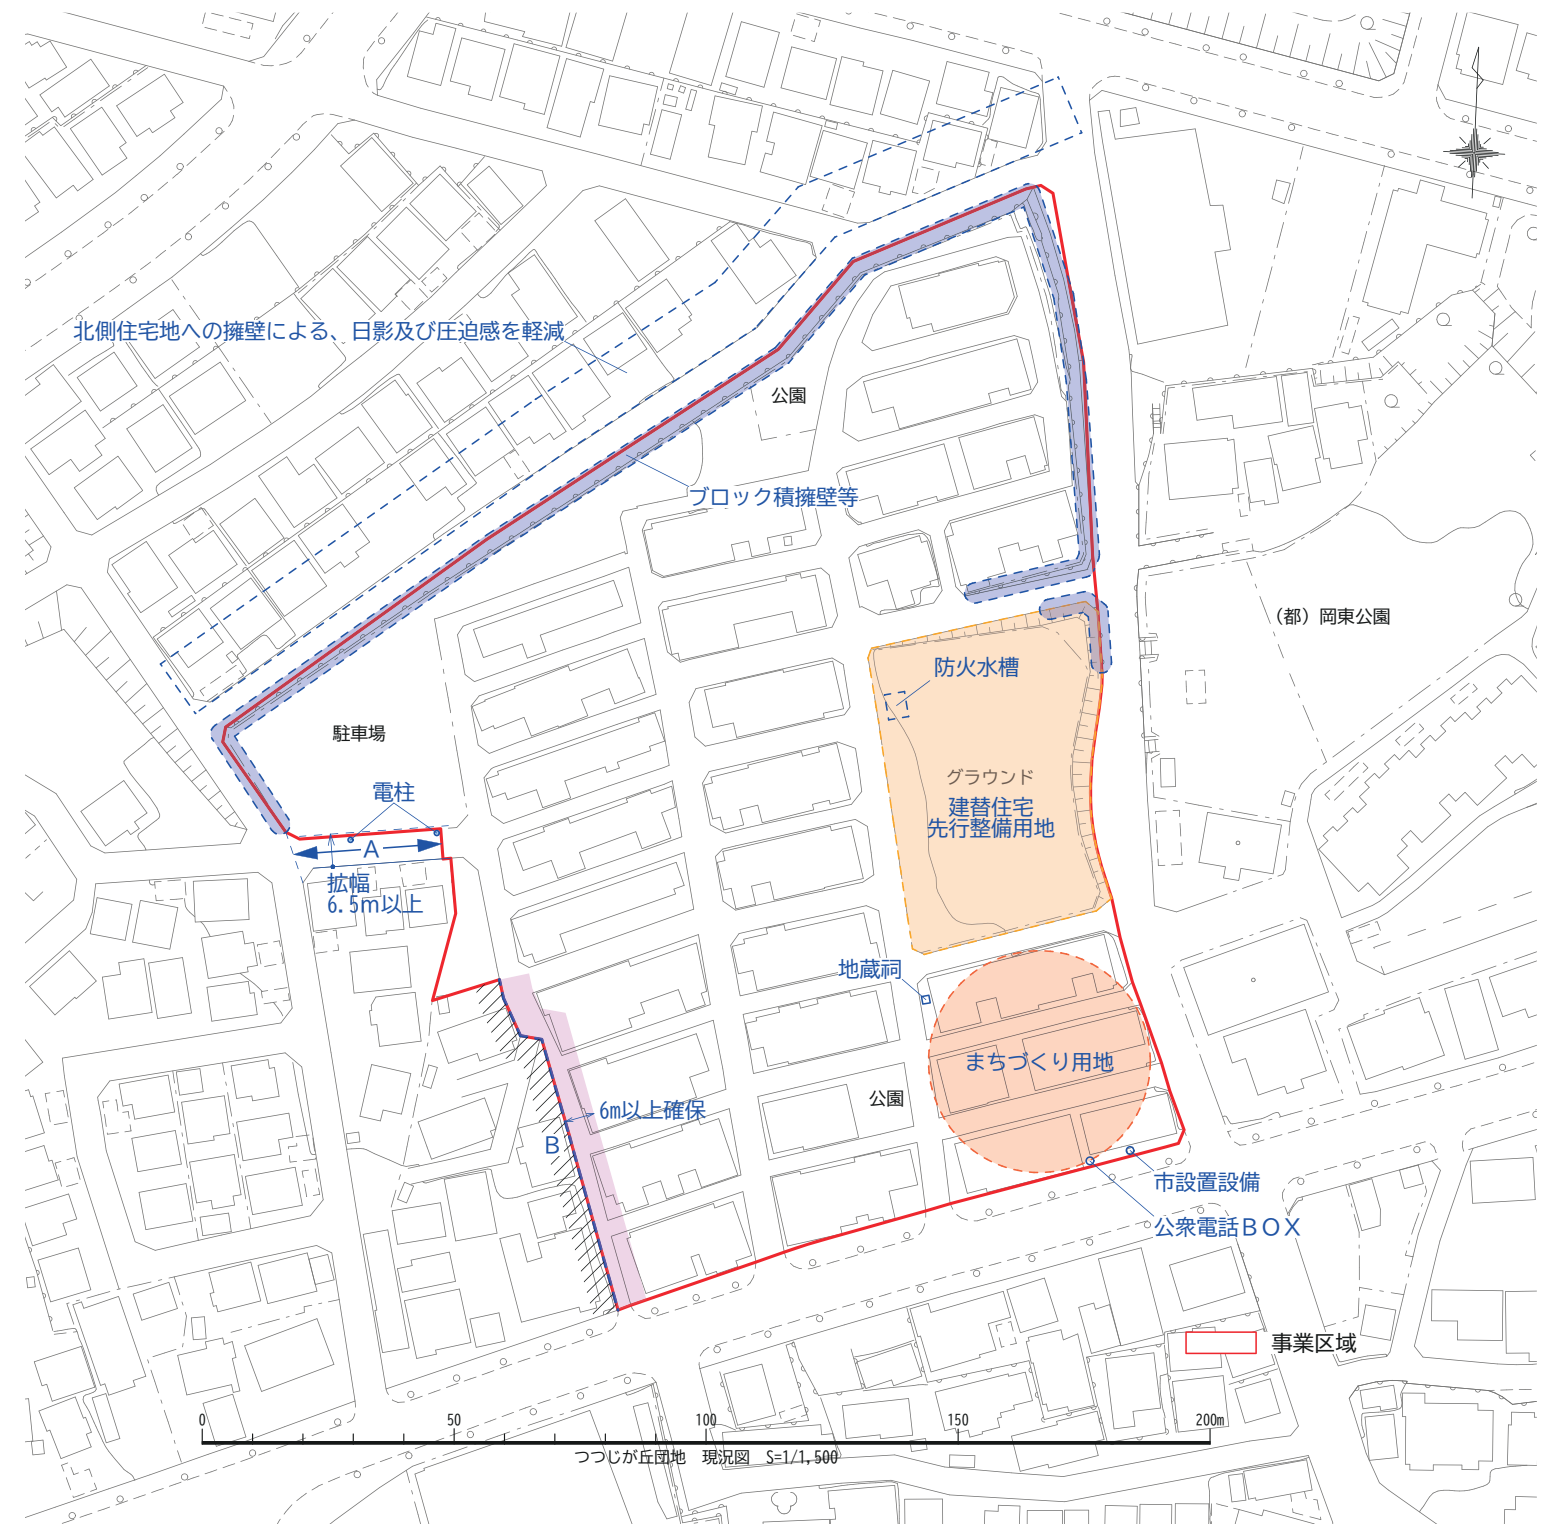 北側住宅地への擁壁による、日影及び圧迫感を軽減
公園
ブロック積擁壁等
（都）岡東公園
防火水槽
駐車場
グラウンド
電柱
建替住宅
先行整備用地
A
拡幅
6.5m以上
地蔵祠
まちづくり用地
公園
6m以上確保
B
市設置設備
公衆電話BOX
事業区域
0 50 100 150 200m
つつじが丘団地 現況図 S=1/1,500